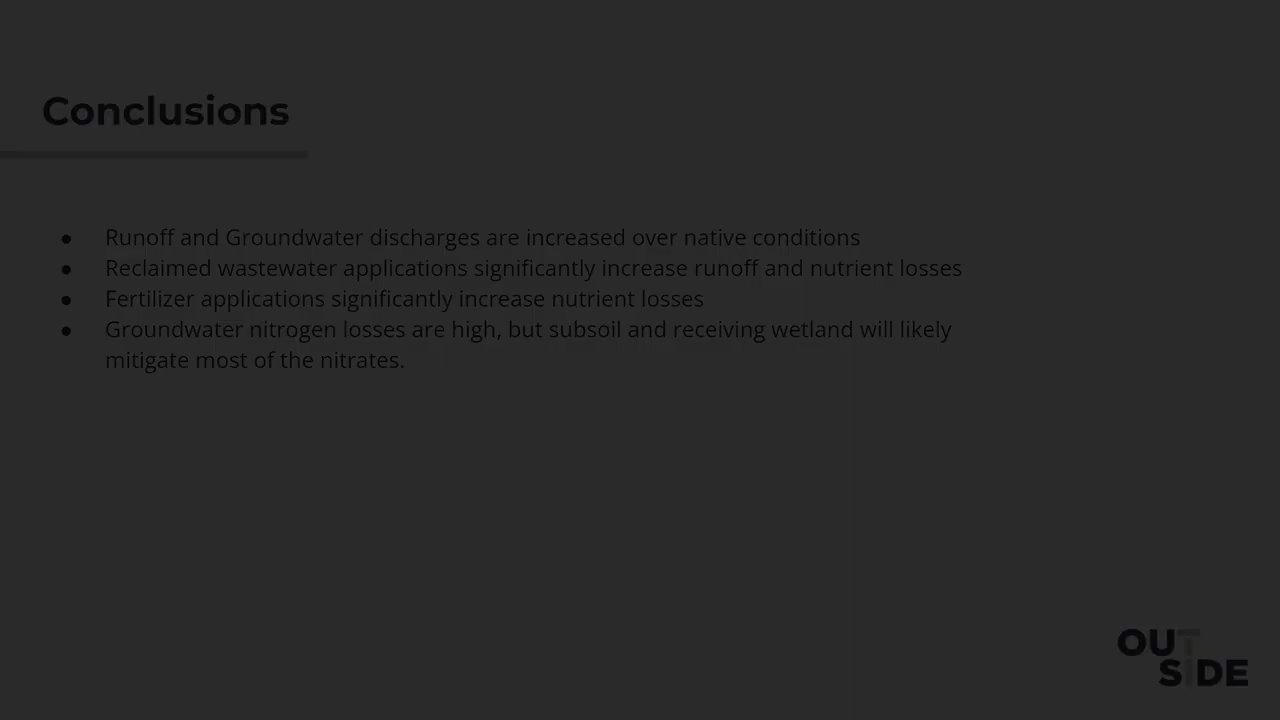 Conclusions
● Runoff and Groundwater discharges are increased over native conditions
● Reclaimed wastewater applications significantly increase runoff and nutrient losses
● Fertilizer applications significantly increase nutrient losses
● Groundwater nitrogen losses are high, but subsoil and receiving wetland will likely
mitigate most of the nitrates.
OUT
SIDE